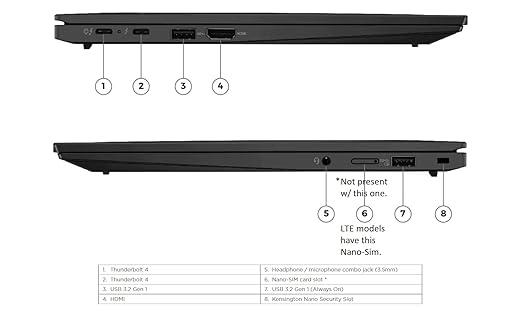 1
2
3
4
*Not present
w/ this one.
5
6
7
8
LTE models
have this
Nano-Sim.
1. Thunderbolt 4
2. Thunderbolt 4
3. USB 3.2 Gen 1
4. HDMI
5. Headphone / microphone combo jack (3.5mm)
6. Nano-SIM card slot *
7. USB 3.2 Gen 1 (Always On)
8. Kensington Nano Security Slot